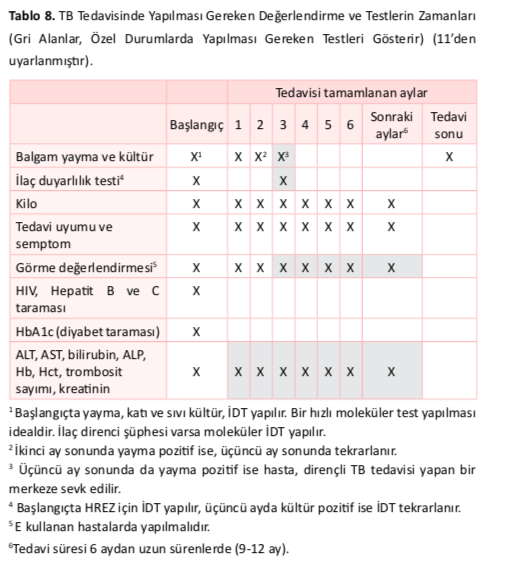 Tablo 8. TB Tedavisinde Yapılması Gereken Değerlendirme ve Testlerin Zamanları
(Gri Alanlar, Özel Durumlarda Yapılması Gereken Testleri Gösterir) (11'den
uyarlanmıştır).
Tedavisi tamamlanan aylar
Başlangıç 1 2 3 4 5 6 Sonraki aylar⁶ Tedavi sonu
Balgam yayma ve kültür X¹ X X² X³ X
İlaç duyarlılık testi⁴ X X
Kilo X X X X X X X X
Tedavi uyumu ve
semptom X X X X X X X X
Görme değerlendirmesi⁵ X X X X X X X X
HIV, Hepatit B ve C
taraması X
HbA1c (diyabet taraması) X
ALT, AST, bilirubin, ALP,
Hb, Hct, trombosit X X X X X X X X
sayımı, kreatinin
¹ Başlangıçta yayma, katı ve sıvı kültür, İDT yapılır. Bir hızlı moleküler test yapılması
idealdir. İlaç direnci şüphesi varsa moleküler İDT yapılır.
² İkinci ay sonunda yayma pozitif ise, üçüncü ay sonunda tekrarlanır.
³ Üçüncü ay sonunda da yayma pozitif ise hasta, dirençli TB tedavisi yapan bir
merkeze sevk edilir.
⁴ Başlangıçta HREZ için İDT yapılır, üçüncü ayda kültür pozitif ise İDT tekrarlanır.
⁵ E kullanan hastalarda yapılmalıdır.
⁶Tedavi süresi 6 aydan uzun sürenlerde (9-12 ay).